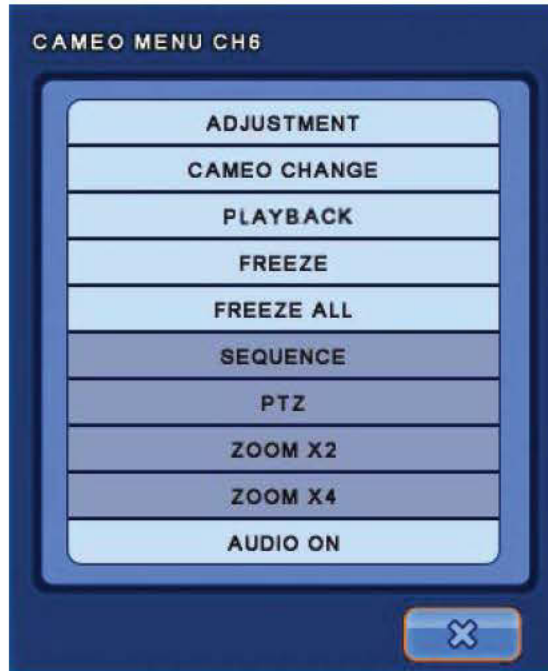 CAMEO MENU CH6
ADJUSTMENT
CAMEO CHANGE
PLAYBACK
FREEZE
FREEZE ALL
SEQUENCE
PTZ
ZOOM X2
ZOOM X4
AUDIO ON